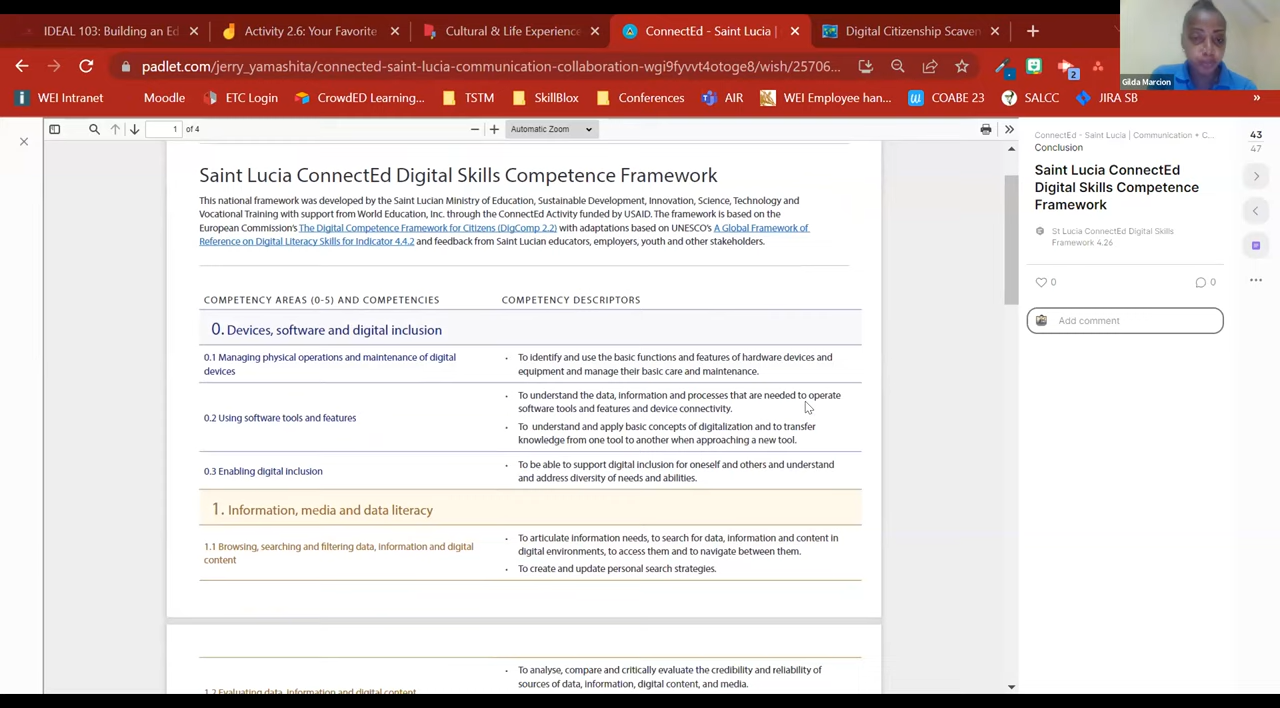 IDEAL 103: Building an Ed
Activity 2.6: Your Favorite
Cultural & Life Experience
ConnectEd - Saint Lucia |
Digital Citizenship Scaven
padlet.com/jerry_yamashita/connected-saint-lucia-communication-collaboration-wgi9fyvvt4otoge8/wish/25706...
2
Gilda Marcion
WEI Intranet
Moodle
ETC Login
CrowdED Learning...
TSTM
SkillBlox
Conferences
AIR
WEI Employee han...
COABE 23
SALCC
JIRA SB
»
1 of 4
Automatic Zoom
Saint Lucia ConnectEd Digital Skills Competence Framework
This national framework was developed by the Saint Lucian Ministry of Education, Sustainable Development, Innovation, Science, Technology and
Vocational Training with support from World Education, Inc. through the ConnectEd Activity funded by USAID. The framework is based on the
European Commission's The Digital Competence Framework for Citizens (DigComp 2.2) with adaptations based on UNESCO's A Global Framework of
Reference on Digital Literacy Skills for Indicator 4.4.2 and feedback from Saint Lucian educators, employers, youth and other stakeholders.
COMPETENCY AREAS (0-5) AND COMPETENCIES
COMPETENCY DESCRIPTORS
0. Devices, software and digital inclusion
0.1 Managing physical operations and maintenance of digital
devices
• To identify and use the basic functions and features of hardware devices and
equipment and manage their basic care and maintenance.
0.2 Using software tools and features
• To understand the data, information and processes that are needed to operate
software tools and features and device connectivity.
• To understand and apply basic concepts of digitalization and to transfer
knowledge from one tool to another when approaching a new tool.
0.3 Enabling digital inclusion
• To be able to support digital inclusion for oneself and others and understand
and address diversity of needs and abilities.
1. Information, media and data literacy
1.1 Browsing, searching and filtering data, information and digital
content
• To articulate information needs, to search for data, information and content in
digital environments, to access them and to navigate between them.
• To create and update personal search strategies.
1.2 Evaluating data, information and digital content
• To analyse, compare and critically evaluate the credibility and reliability of
sources of data, information, digital content, and media.
ConnectEd - Saint Lucia | Communication + C...
Conclusion
43
47
Saint Lucia ConnectEd
Digital Skills Competence
Framework
St Lucia ConnectEd Digital Skills
Framework 4.26
0
0
Add comment